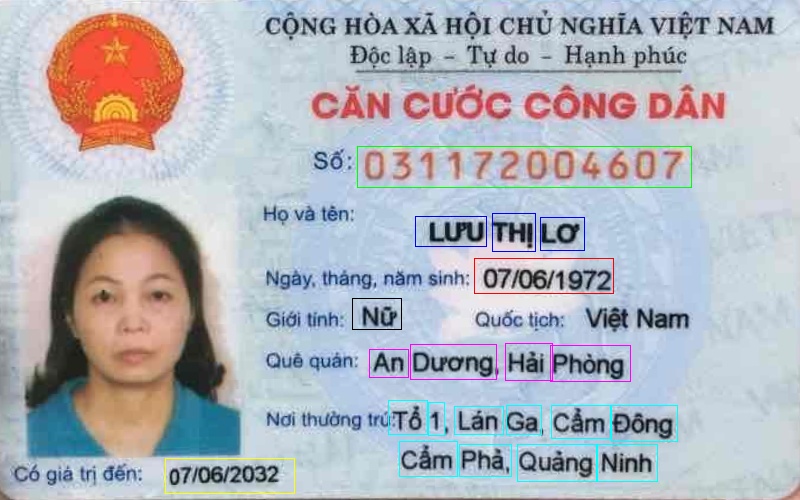 CỘNG HÒA XÃ HỘI CHỦ NGHĨA VIỆT NAM
Độc lập - Tự do - Hạnh phúc
CĂN CƯỚC CÔNG DÂN
Số: 031172004607
Họ và tên: LƯU THỊ LƠ
Ngày, tháng, năm sinh: 07/06/1972
Giới tính: Nữ Quốc tịch: Việt Nam
Quê quán: An Dương, Hải Phòng
Nơi thường trú: Tổ 1, Lán Ga, Cẩm Đông
Cẩm Phả, Quảng Ninh
Có giá trị đến: 07/06/2032